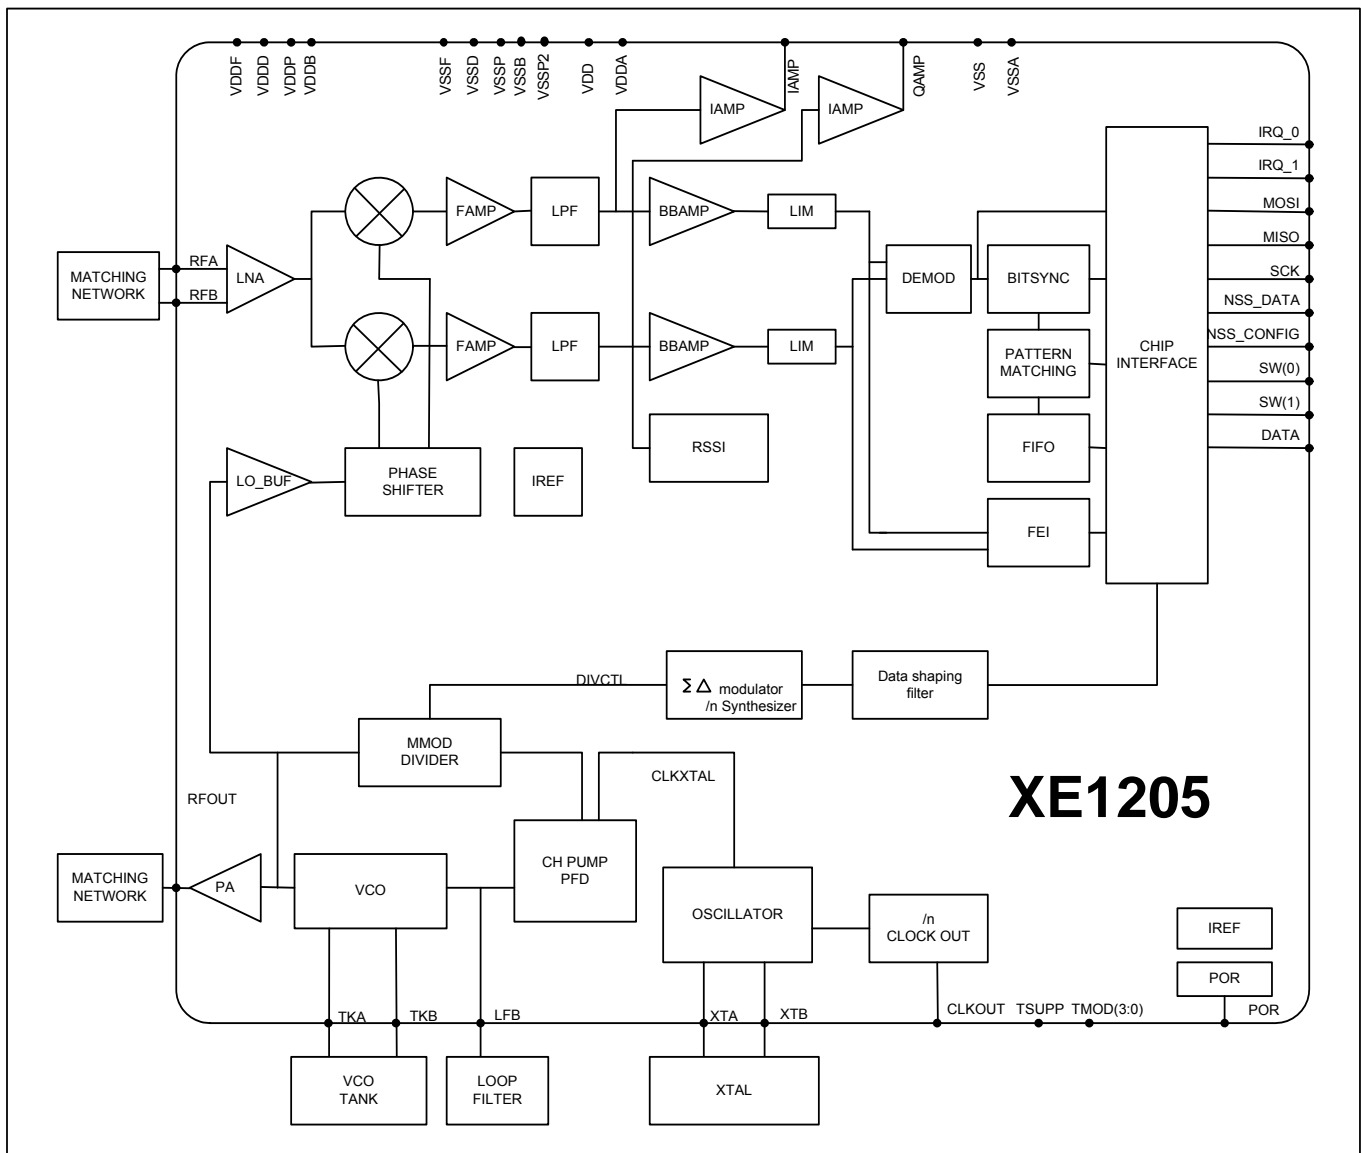 VDDF
VDDD
VDDP
VDDB
VSSF
VSSD
VSSP
VSSB
VSSP2
VDD
VDDA
IAMP
QAMP
VSS
VSSA
IAMP
IAMP
IRQ_0
IRQ_1
MOSI
MISO
SCK
NSS_DATA
NSS_CONFIG
SW(0)
SW(1)
DATA
MATCHING
NETWORK
RFA
RFB
LNA
FAMP
LPF
BBAMP
LIM
DEMOD
BITSYNC
CHIP
INTERFACE
FAMP
LPF
BBAMP
LIM
PATTERN
MATCHING
LO_BUF
PHASE
SHIFTER
IREF
RSSI
FIFO
FEI
DIVCTL
Σ Δ modulator
/n Synthesizer
Data shaping
filter
MMOD
DIVIDER
CLKXTAL
XE1205
RFOUT
MATCHING
NETWORK
PA
VCO
CH PUMP
PFD
OSCILLATOR
/n
CLOCK OUT
IREF
POR
TKA
TKB
LFB
XTA
XTB
CLKOUT
TSUPP
TMOD(3:0)
POR
VCO
TANK
LOOP
FILTER
XTAL